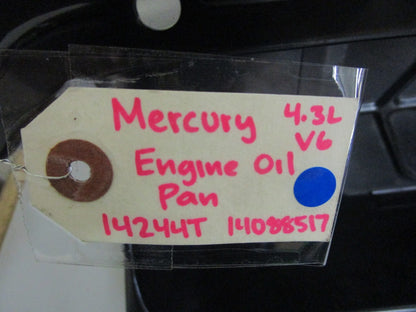 Mercury 4.3L
V6
Engine Oil
Pan
14244T 14088517